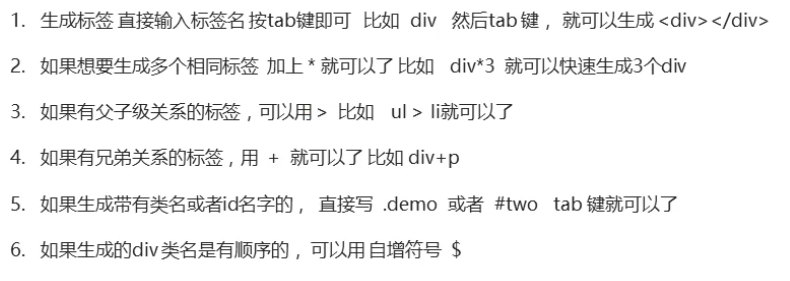 1. 生成标签 直接输入标签名 按tab键即可 比如 div 然后tab 键， 就可以生成 <div></div>
2. 如果想要生成多个相同标签 加上 * 就可以了 比如 div*3 就可以快速生成3个div
3. 如果有父子级关系的标签，可以用 > 比如 ul > li就可以了
4. 如果有兄弟关系的标签，用 + 就可以了 比如 div+p
5. 如果生成带有类名或者id名字的， 直接写 .demo 或者 #two tab 键就可以了
6. 如果生成的div 类名是有顺序的， 可以用 自增符号 $